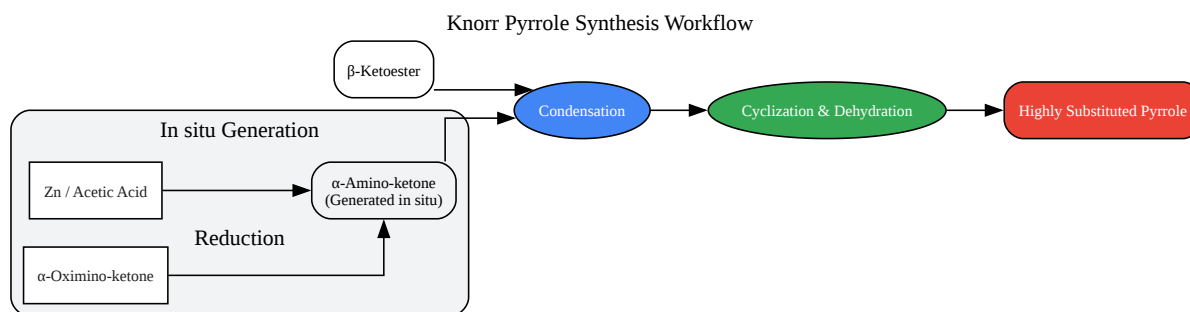 Knorr Pyrrole Synthesis Workflow
β-Ketoester
Condensation
Cyclization & Dehydration
Highly Substituted Pyrrole
In situ Generation
Zn / Acetic Acid
α-Amino-ketone
(Generated in situ)
Reduction
α-Oximino-ketone